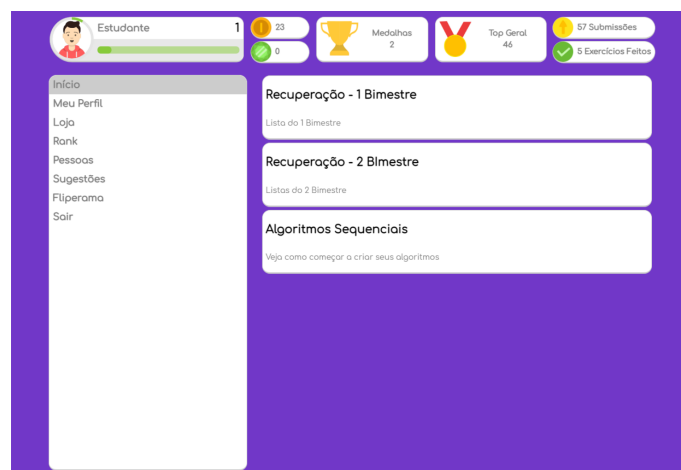 Estudante 1
23
0
Medalhas
2
Top Geral
46
57 Submissões
5 Exercícios Feitos
Início
Meu Perfil
Loja
Rank
Pessoas
Sugestões
Fliperama
Sair
Recuperação - 1 Bimestre
Lista do 1 Bimestre
Recuperação - 2 BImestre
Listas do 2 Bimestre
Algoritmos Sequenciais
Veja como começar a criar seus algoritmos